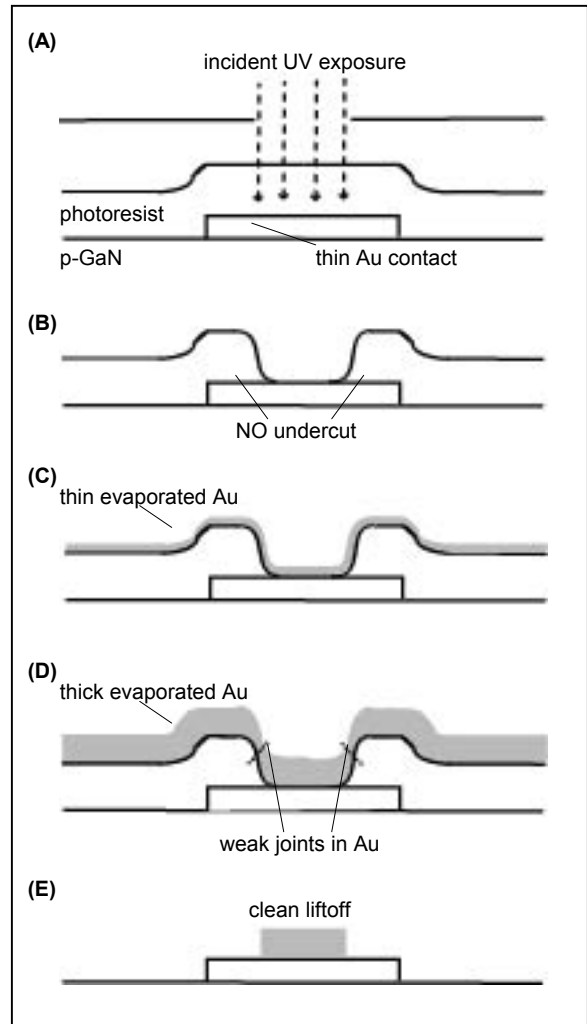 (A)
incident UV exposure
photoresist
p-GaN
thin Au contact
(B)
NO undercut
(C)
thin evaporated Au
(D)
thick evaporated Au
weak joints in Au
(E)
clean liftoff